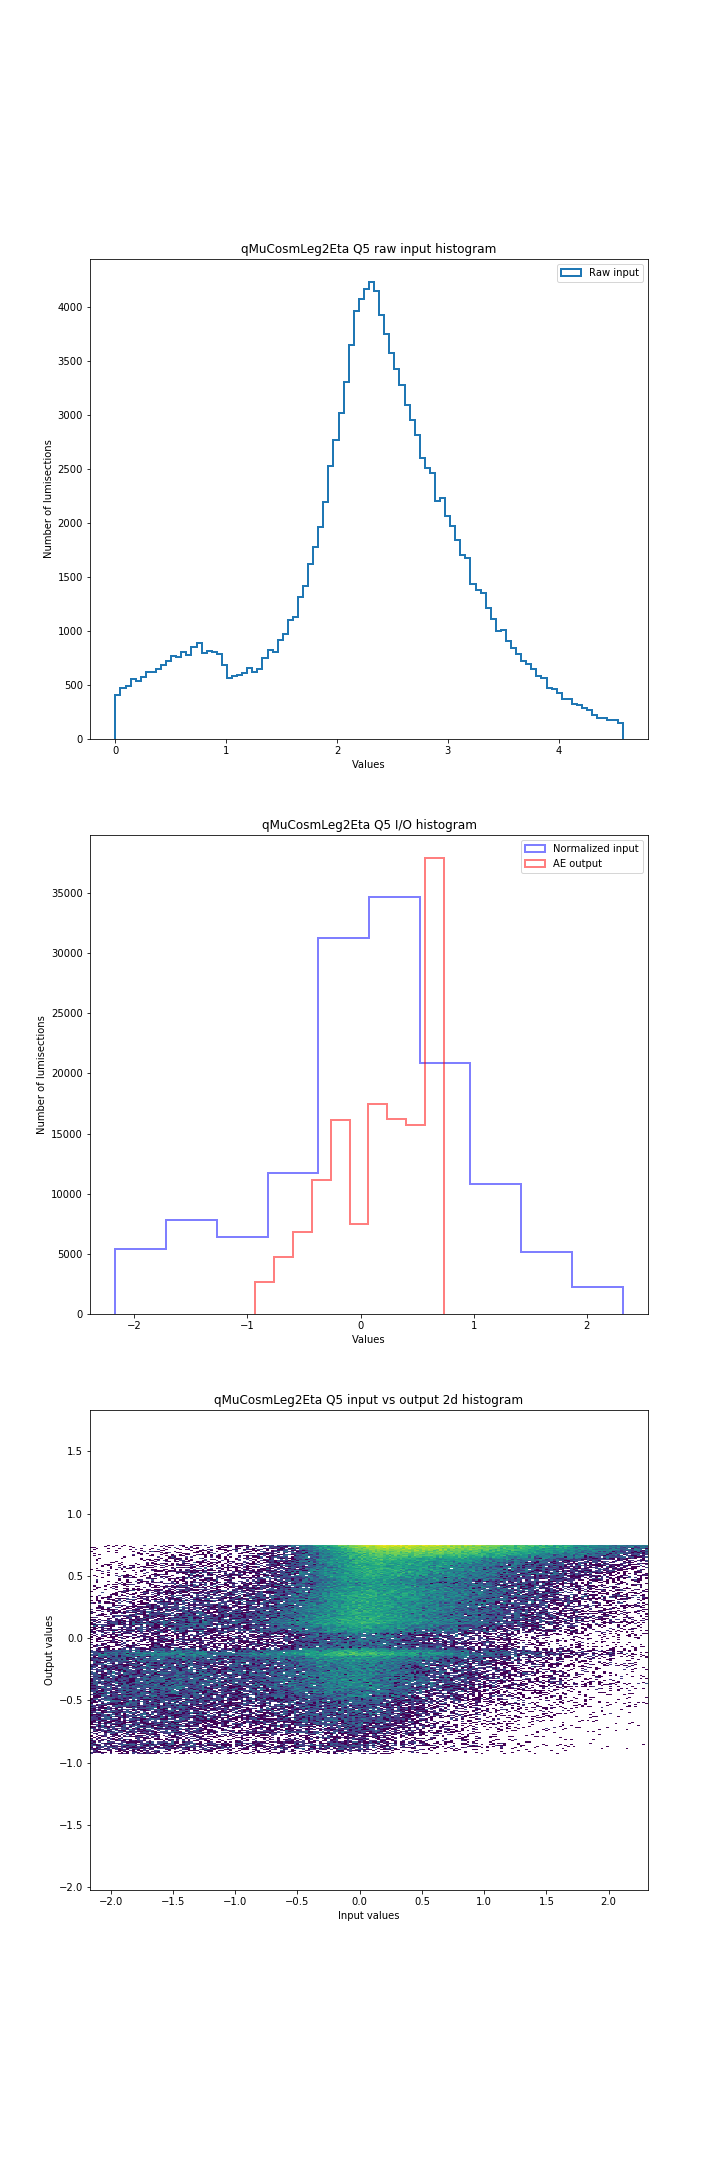 qMuCosmLeg2Eta Q5 raw input histogram
Raw input
4000
3500
3000
2500
2000
1500
1000
500
0
Number of lumisections
0 1 2 3 4
Values
qMuCosmLeg2Eta Q5 I/O histogram
Normalized input
AE output
35000
30000
25000
20000
15000
10000
5000
0
Number of lumisections
−2 −1 0 1 2
Values
qMuCosmLeg2Eta Q5 input vs output 2d histogram
1.5
1.0
0.5
0.0
−0.5
−1.0
−1.5
−2.0
Output values
−2.0 −1.5 −1.0 −0.5 0.0 0.5 1.0 1.5 2.0
Input values